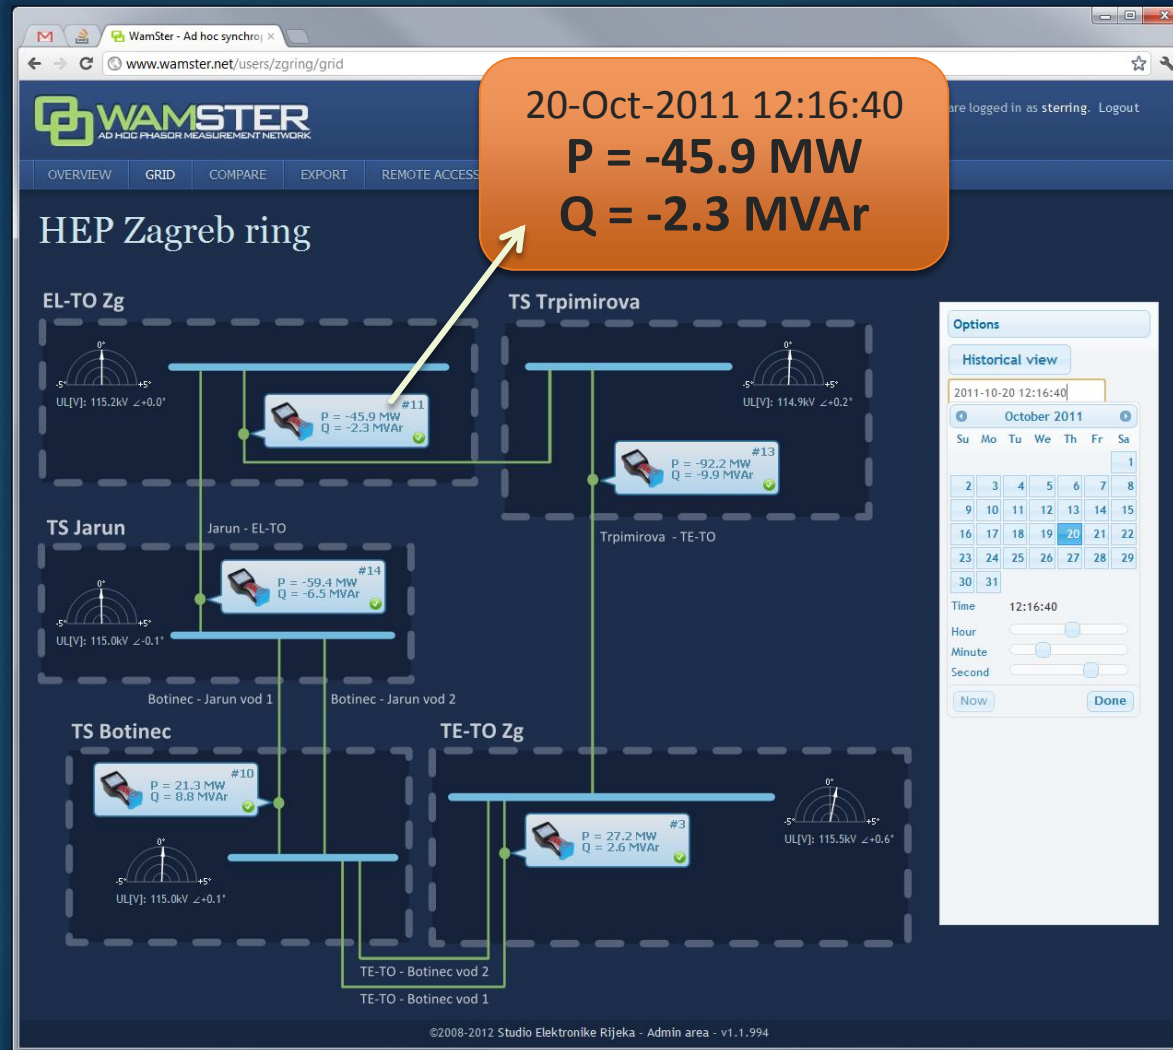 WamSter - Ad hoc synchrop
www.wamster.net/users/zgring/grid
WAMSTER
AD HOC PHASOR MEASUREMENT NETWORK
are logged in as sterring. Logout
OVERVIEW GRID COMPARE EXPORT REMOTE ACCESS
20-Oct-2011 12:16:40
P = -45.9 MW
Q = -2.3 MVAr
HEP Zagreb ring
EL-TO Zg
0°
-5° +5°
UL[V]: 115.2kV ∠+0.0°
#11
P = -45.9 MW
Q = -2.3 MVAr
TS Trpimirova
0°
-5° +5°
UL[V]: 114.9kV ∠+0.2°
#13
P = -92.2 MW
Q = -9.9 MVAr
Jarun - EL-TO
Trpimirova - TE-TO
TS Jarun
0°
-5° +5°
UL[V]: 115.0kV ∠-0.1°
#14
P = -59.4 MW
Q = -6.5 MVAr
Botinec - Jarun vod 1
Botinec - Jarun vod 2
TS Botinec
#10
P = 21.3 MW
Q = 8.8 MVAr
0°
-5° +5°
UL[V]: 115.0kV ∠+0.1°
TE-TO Zg
#3
P = 27.2 MW
Q = 2.6 MVAr
0°
-5° +5°
UL[V]: 115.5kV ∠+0.6°
TE-TO - Botinec vod 2
TE-TO - Botinec vod 1
Options
Historical view
2011-10-20 12:16:40
October 2011
Su Mo Tu We Th Fr Sa
1
2 3 4 5 6 7 8
9 10 11 12 13 14 15
16 17 18 19 20 21 22
23 24 25 26 27 28 29
30 31
Time 12:16:40
Hour
Minute
Second
Now Done
©2008-2012 Studio Elektronike Rijeka - Admin area - v1.1.994